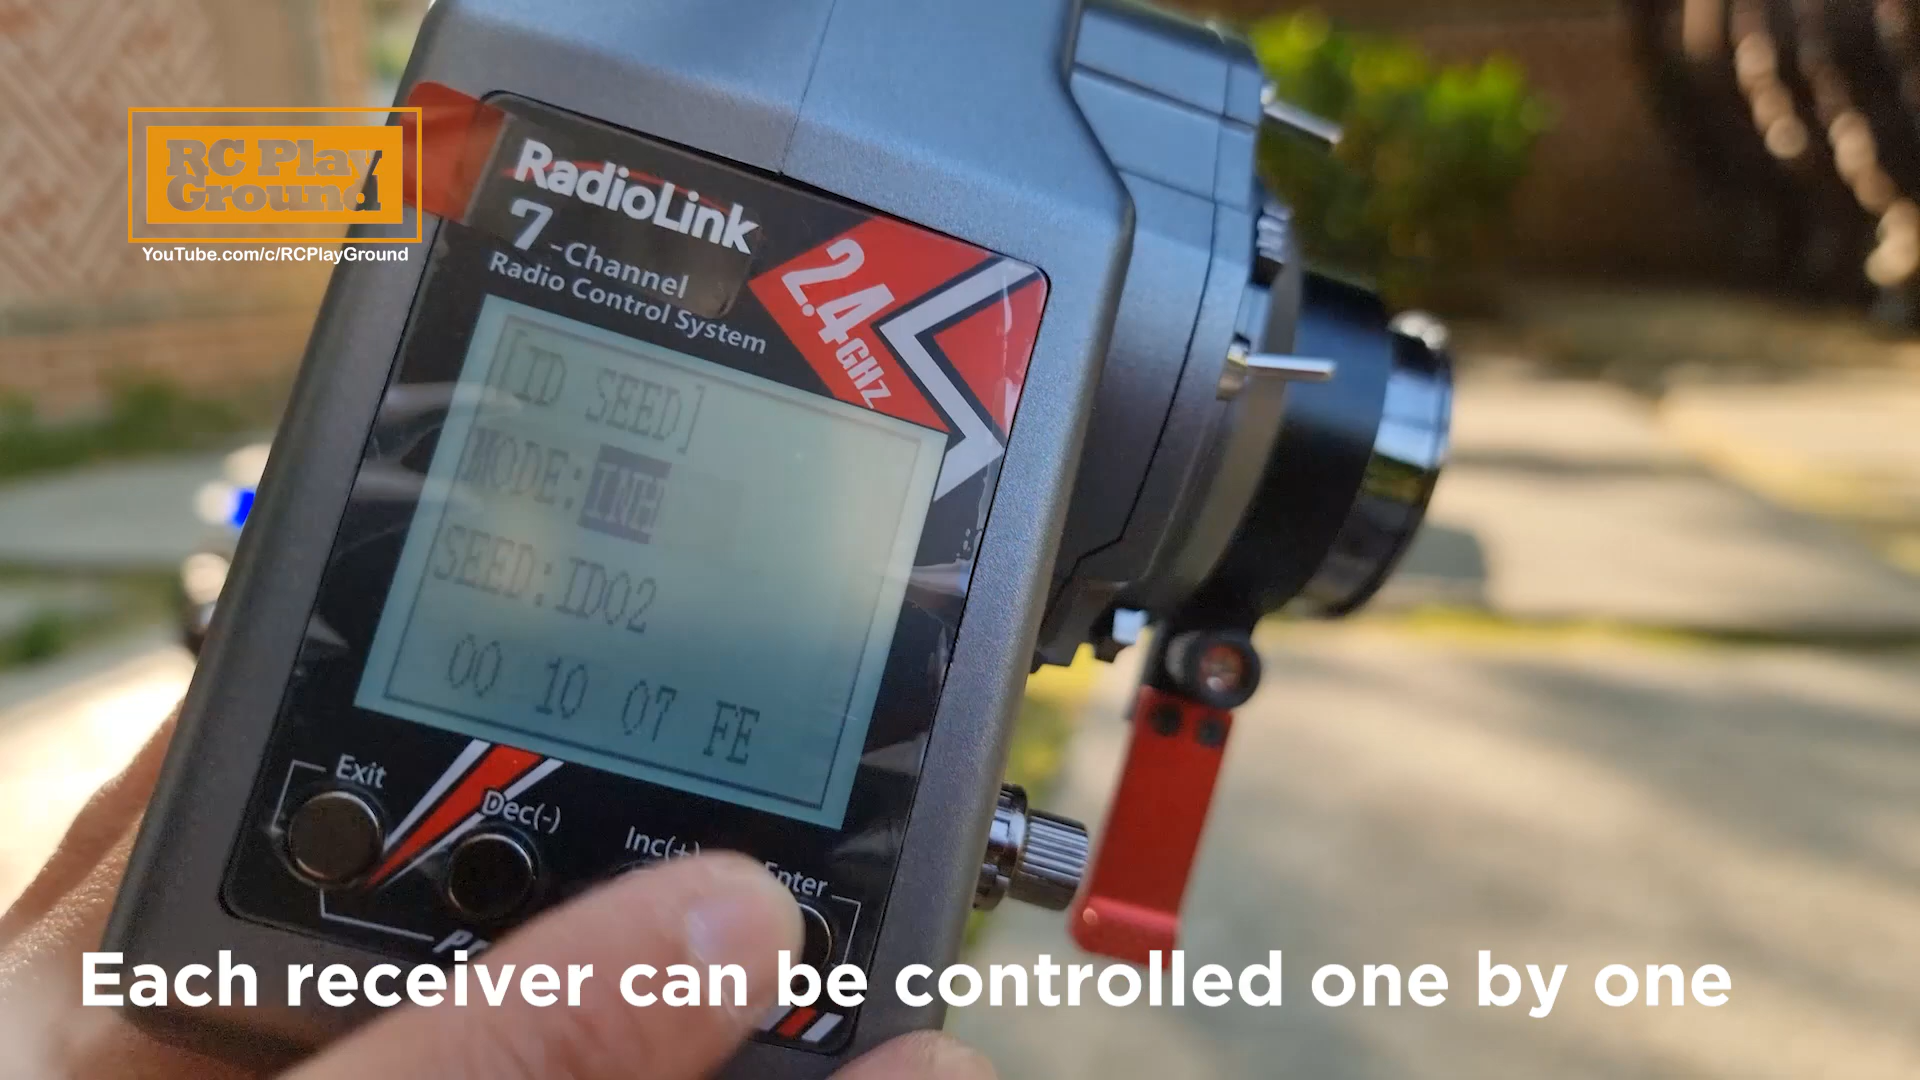 RC Play
Ground
YouTube.com/c/RCPlayGround
RadioLink
7-Channel
Radio Control System
2.4GHZ
[ID SEED]
MODE:INH
SEED:ID02
00 10 07 FE
Exit
Dec(-)
Inc(+)
Enter
Each receiver can be controlled one by one